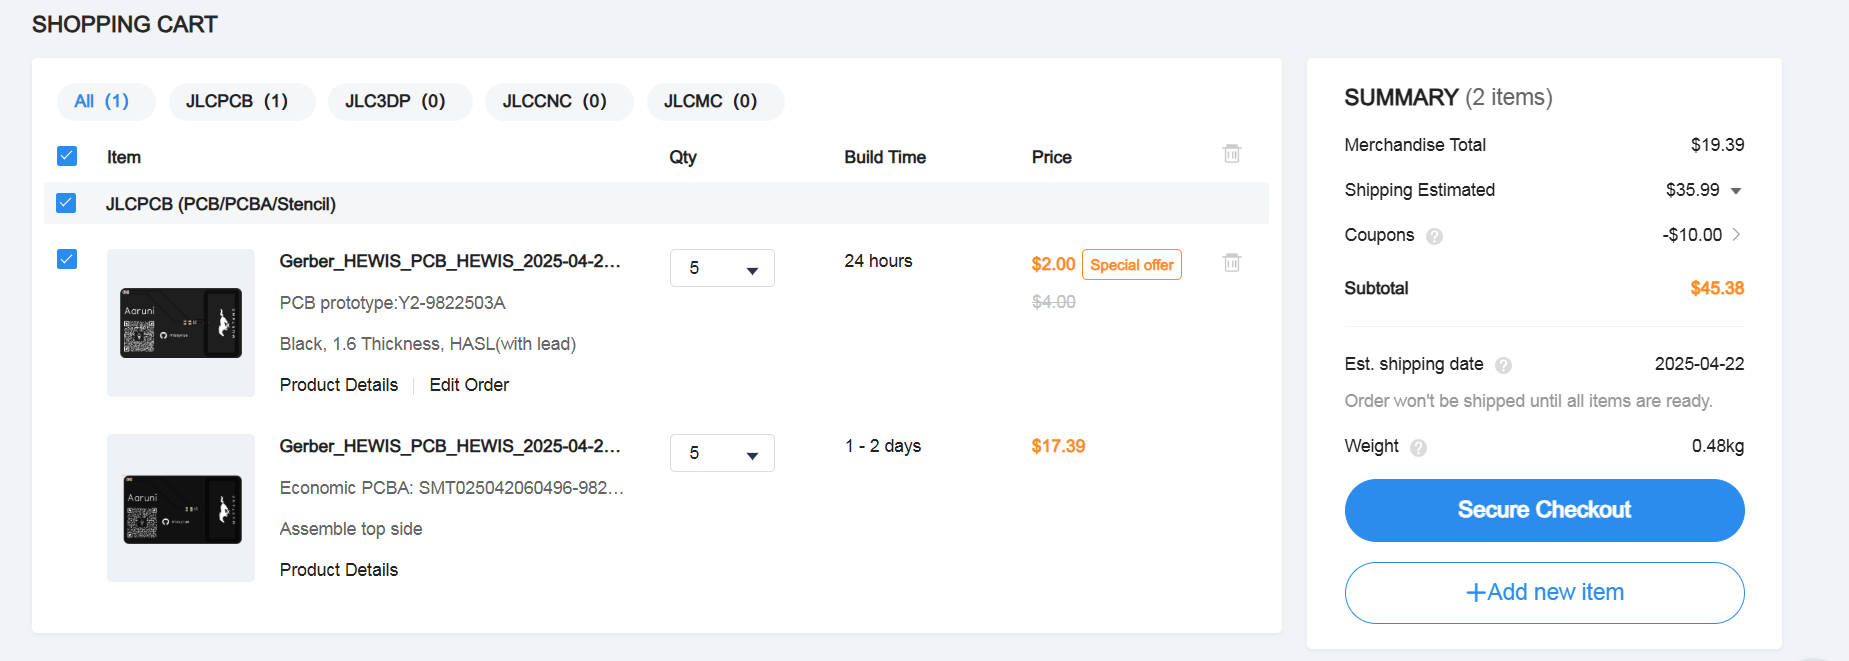 SHOPPING CART
All (1) JLCPCB (1) JLC3DP (0) JLCCNC (0) JLCMC (0)
Item Qty Build Time Price
JLCPCB (PCB/PCBA/Stencil)
Gerber_HEWIS_PCB_HEWIS_2025-04-2... 5 24 hours $2.00 Special offer
PCB prototype:Y2-9822503A $4.00
Black, 1.6 Thickness, HASL(with lead)
Product Details Edit Order
Aaruni
Gerber_HEWIS_PCB_HEWIS_2025-04-2... 5 1 - 2 days $17.39
Economic PCBA: SMT025042060496-982...
Assemble top side
Product Details
Aaruni
SUMMARY (2 items)
Merchandise Total $19.39
Shipping Estimated $35.99
Coupons ? -$10.00
Subtotal $45.38
Est. shipping date ? 2025-04-22
Order won't be shipped until all items are ready.
Weight ? 0.48kg
Secure Checkout
+Add new item